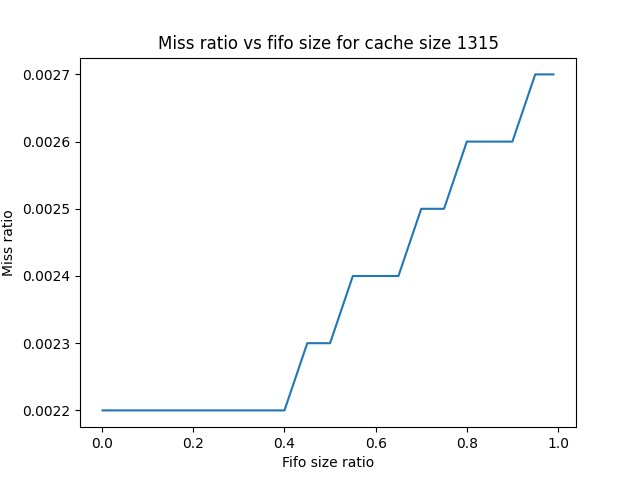 Miss ratio vs fifo size for cache size 1315
0.0027
0.0026
0.0025
0.0024
0.0023
0.0022
Miss ratio
0.0 0.2 0.4 0.6 0.8 1.0
Fifo size ratio